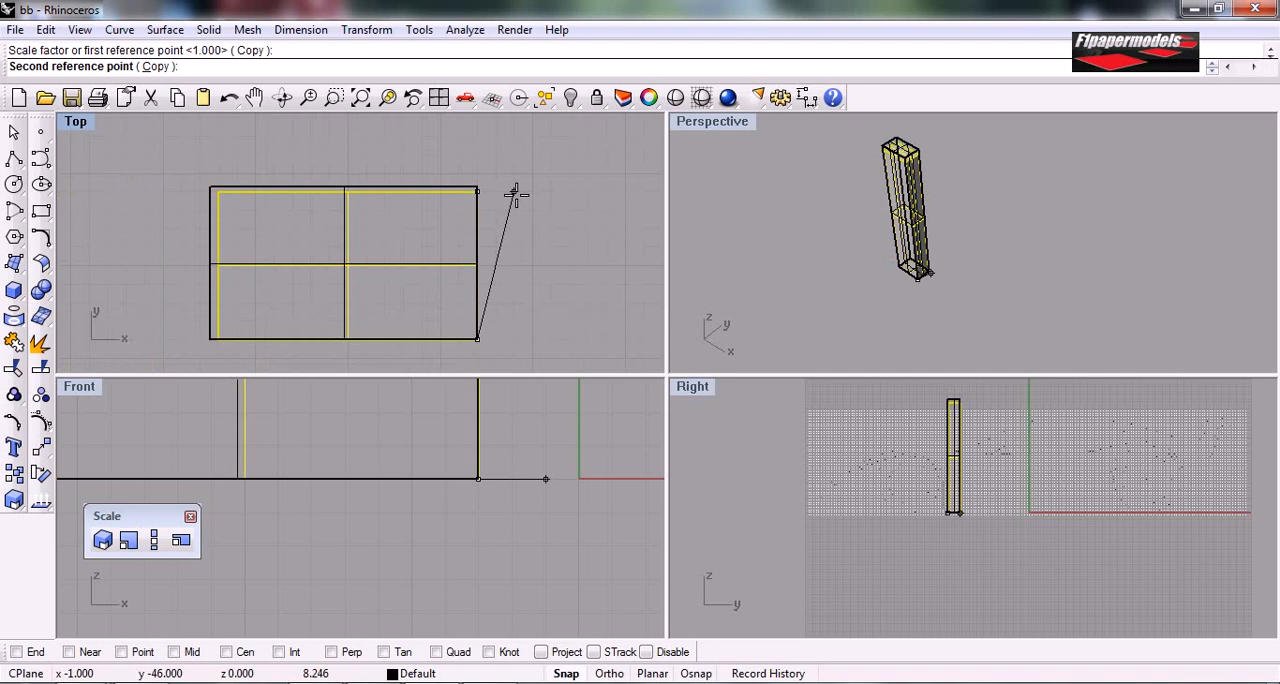 bb - Rhinoceros
File Edit View Curve Surface Solid Mesh Dimension Transform Tools Analyze Render Help
Scale factor or first reference point <1.000> ( Copy ):
Second reference point ( Copy ):
F1papermodels
Top
Perspective
y
x
z
y
x
Front
Right
Scale
z
x
z
y
End Near Point Mid Cen Int Perp Tan Quad Knot Project STrack Disable
CPlane x -1.000 y -46.000 z 0.000 8.246 Default Snap Ortho Planar Osnap Record History